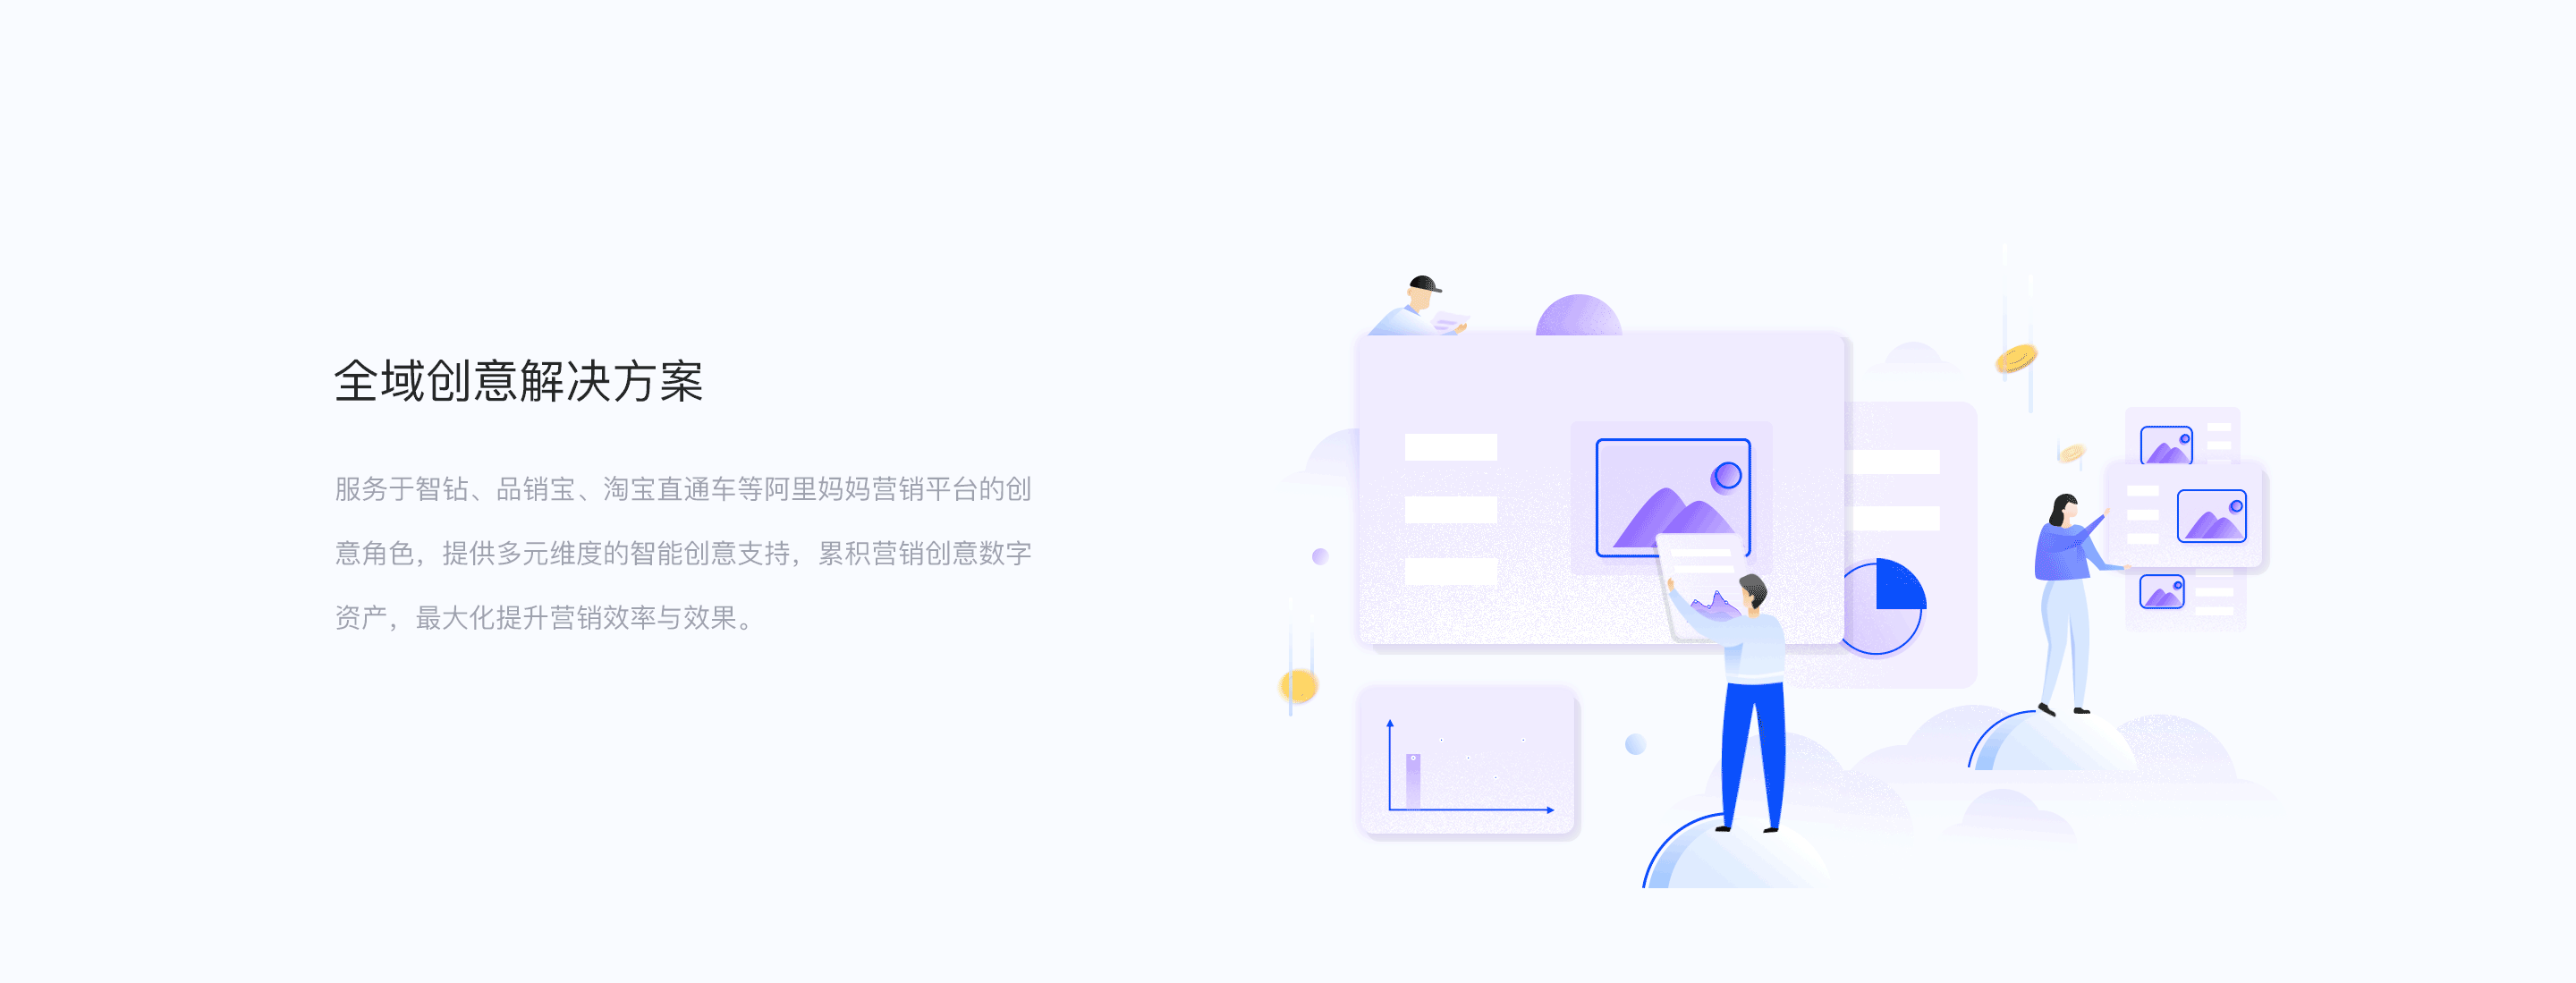 全域创意解决方案
服务于智钻、品销宝、淘宝直通车等阿里妈妈营销平台的创
意角色，提供多元维度的智能创意支持，累积营销创意数字
资产，最大化提升营销效率与效果。